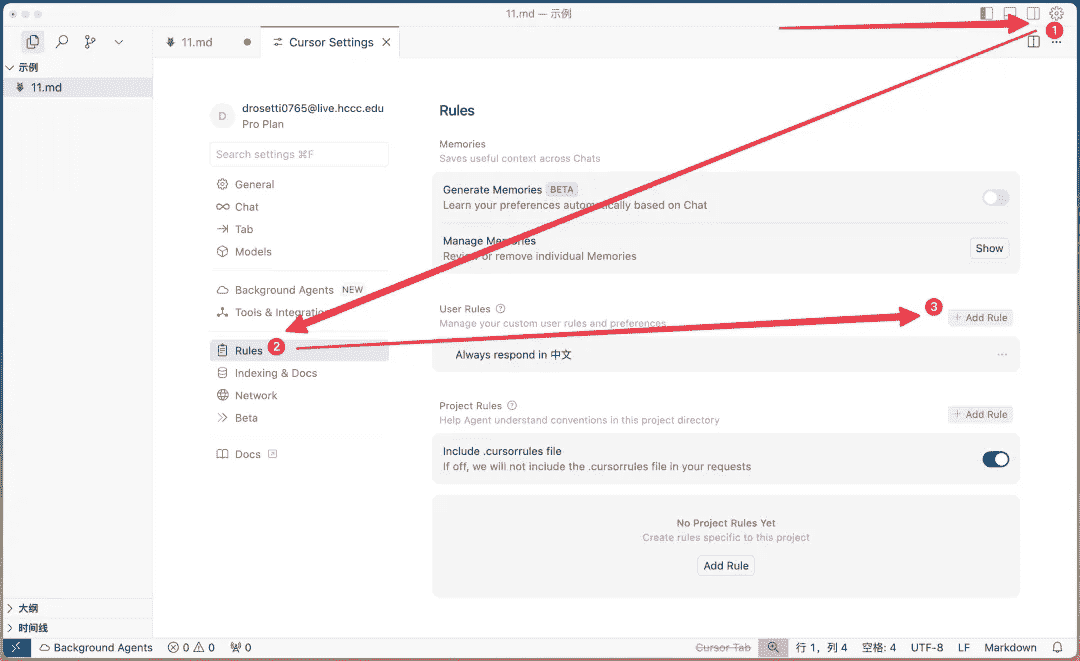 11.md — 示例
1
11.md
Cursor Settings
示例
11.md
D
drosetti0765@live.hccc.edu
Pro Plan
Search settings ⌘F
General
Chat
Tab
Models
Background Agents NEW
Tools & Integration
Rules
2
Indexing & Docs
Network
Beta
Docs
Rules
Memories
Saves useful context across Chats
Generate Memories BETA
Learn your preferences automatically based on Chat
Manage Memories
Review or remove individual Memories
Show
User Rules
Manage your custom user rules and preferences
3
+ Add Rule
Always respond in 中文
...
Project Rules
Help Agent understand conventions in this project directory
+ Add Rule
Include .cursorrules file
If off, we will not include the .cursorrules file in your requests
No Project Rules Yet
Create rules specific to this project
Add Rule
大纲
时间线
Background Agents
0
0
0
Cursor Tab
行 1，列 4
空格: 4
UTF-8
LF
Markdown